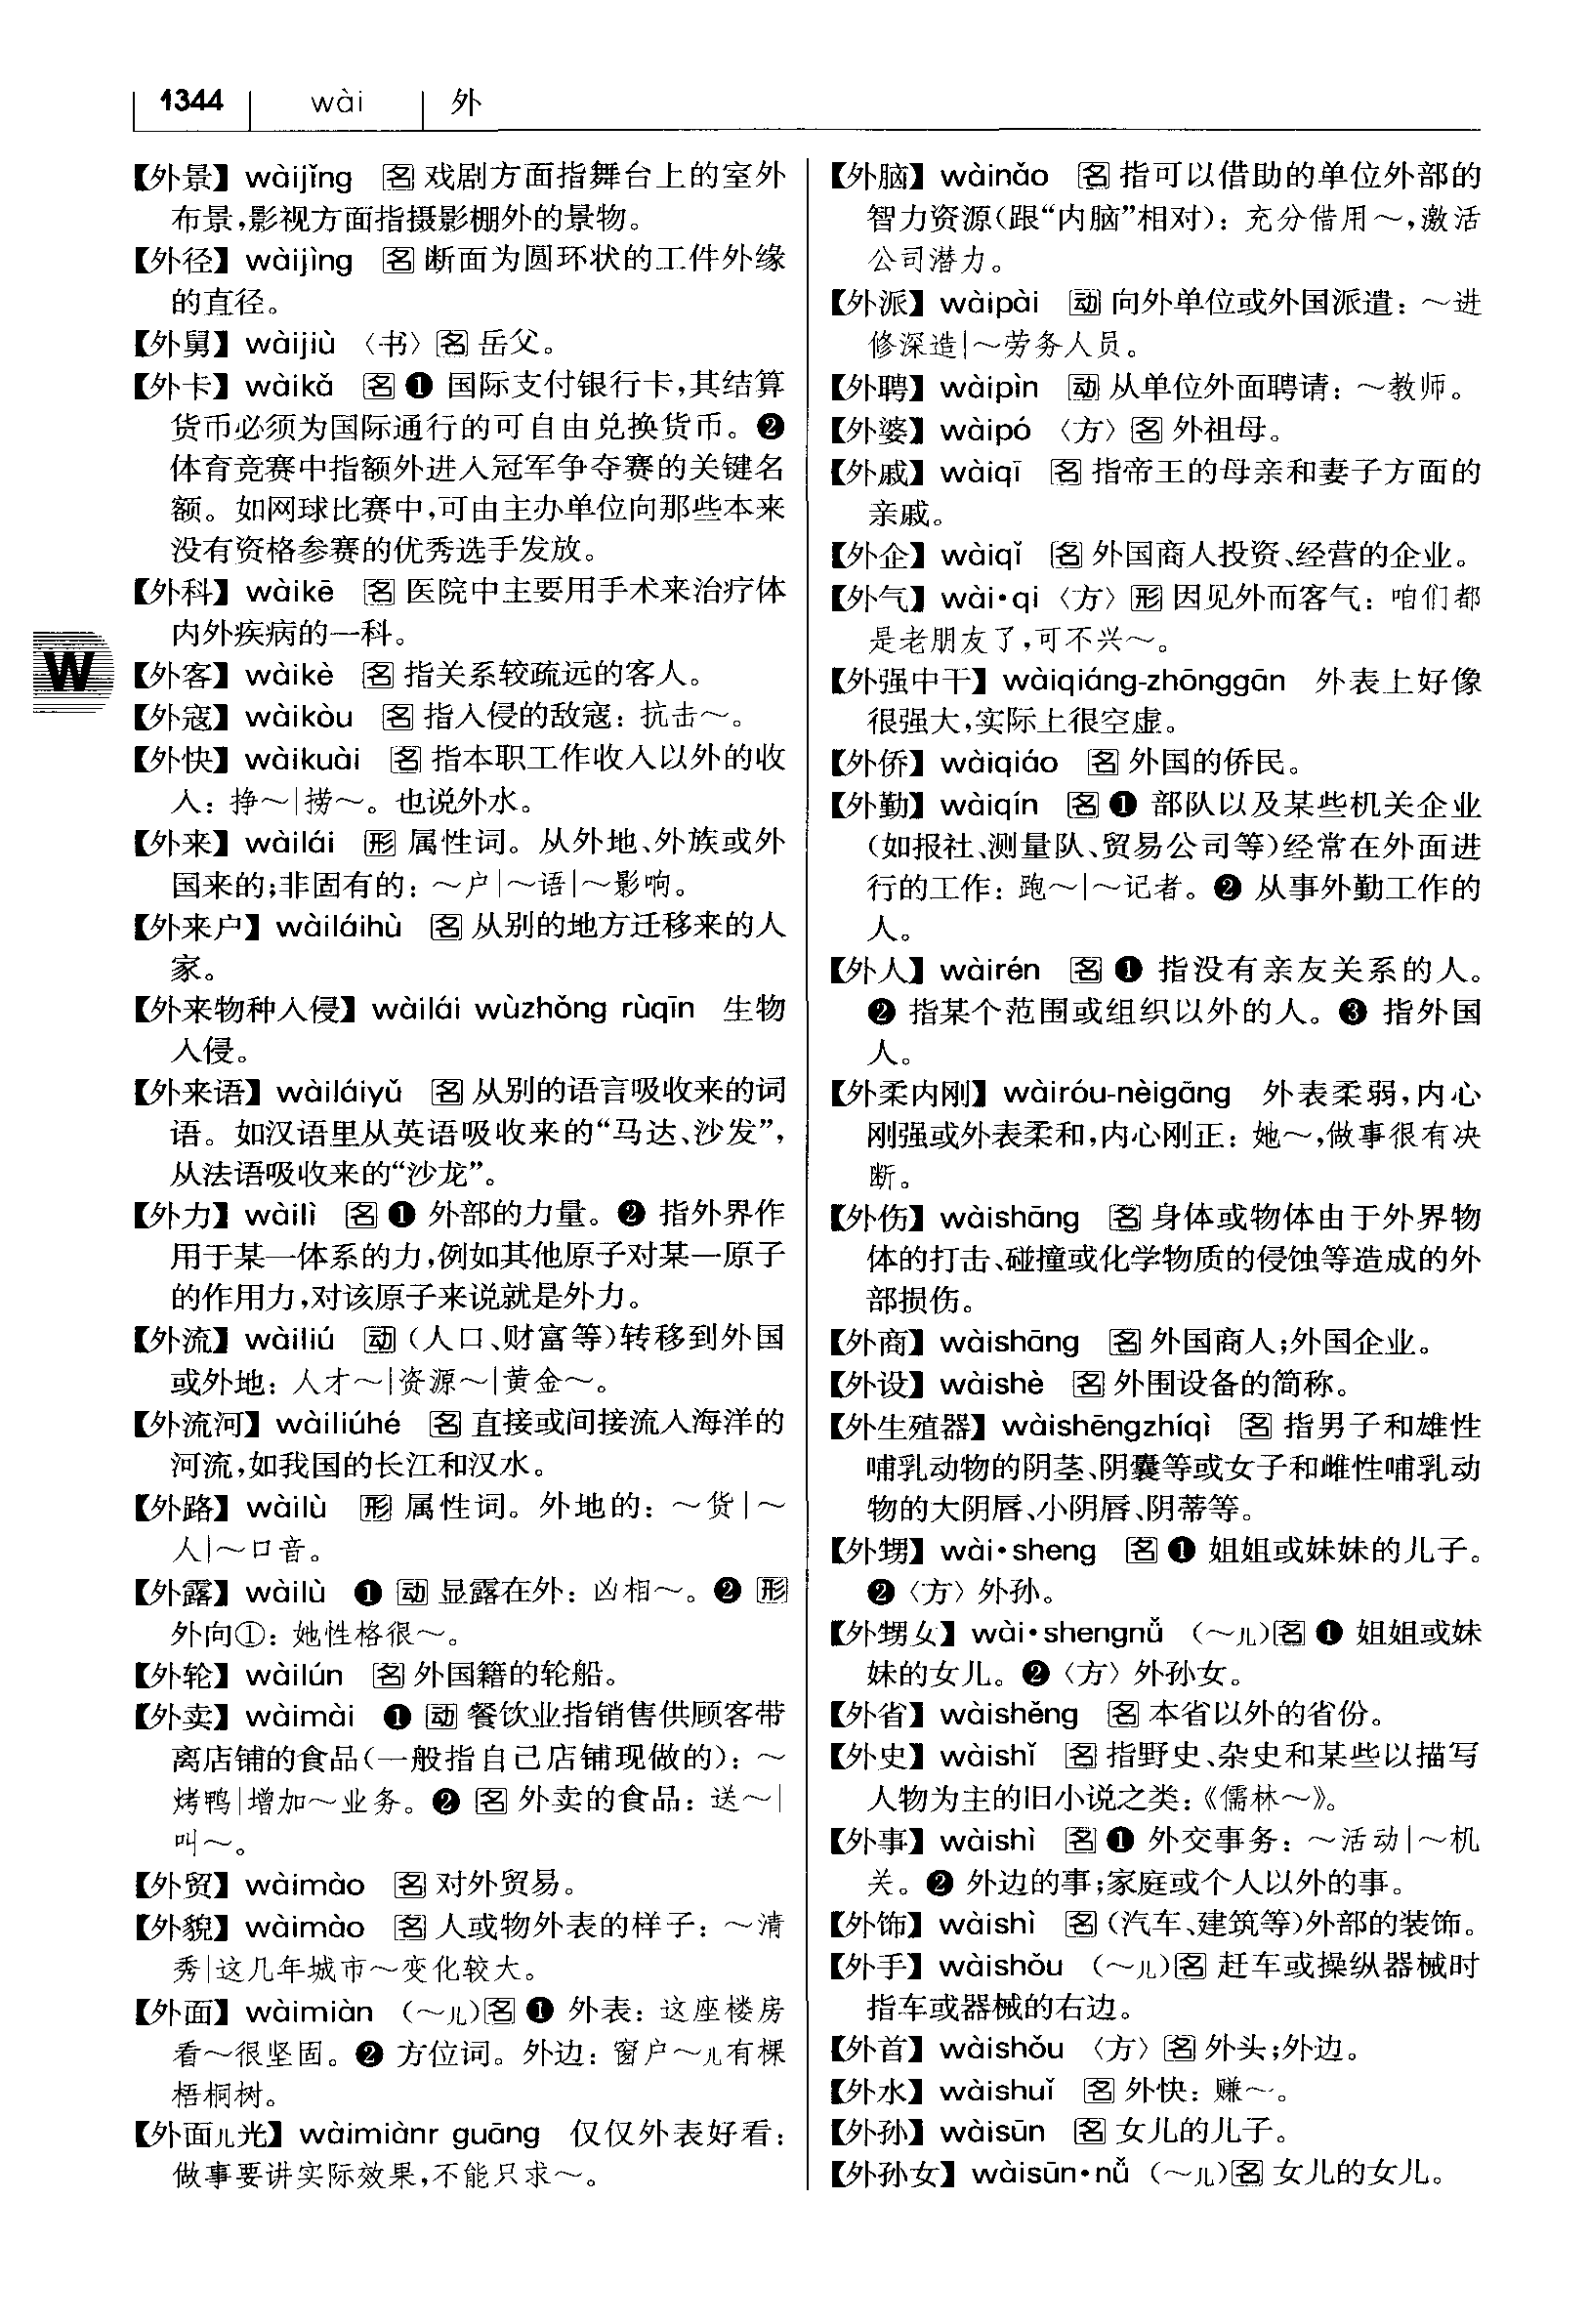 1344 wài 外
【外景】 wàijǐng 名 戏剧方面指舞台上的室外
布景,影视方面指摄影棚外的景物。
【外径】 wàijìng 名 断面为圆环状的工件外缘
的直径。
【外舅】 wàijiù 〈书〉名 岳父。
【外卡】 wàikǎ 名 ❶ 国际支付银行卡,其结算
货币必须为国际通行的可自由兑换货币。❷
体育竞赛中指额外进入冠军争夺赛的关键名
额。如网球比赛中,可由主办单位向那些本来
没有资格参赛的优秀选手发放。
【外科】 wàikē 名 医院中主要用手术来治疗体
内外疾病的一科。
W
【外客】 wàikè 名 指关系较疏远的客人。
【外寇】 wàikòu 名 指入侵的敌寇：抗击～。
【外快】 wàikuài 名 指本职工作收入以外的收
入：挣～|捞～。也说外水。
【外来】 wàilái 形 属性词。从外地、外族或外
国来的;非固有的：～户|～语|～影响。
【外来户】 wàiláihù 名 从别的地方迁移来的人
家。
【外来物种入侵】 wàilái wùzhǒng rùqīn 生物
入侵。
【外来语】 wàiláiyǔ 名 从别的语言吸收来的词
语。如汉语里从英语吸收来的“马达、沙发”,
从法语吸收来的“沙龙”。
【外力】 wàilì 名 ❶ 外部的力量。❷ 指外界作
用于某一体系的力,例如其他原子对某一原子
的作用力,对该原子来说就是外力。
【外流】 wàiliú 动 (人口、财富等)转移到外国
或外地：人才～|资源～|黄金～。
【外流河】 wàiliúhé 名 直接或间接流入海洋的
河流,如我国的长江和汉水。
【外路】 wàilù 形 属性词。外地的：～货|～
人|～口音。
【外露】 wàilù ❶ 动 显露在外：凶相～。❷ 形
外向①：她性格很～。
【外轮】 wàilún 名 外国籍的轮船。
【外卖】 wàimài ❶ 动 餐饮业指销售供顾客带
离店铺的食品(一般指自己店铺现做的)：～
烤鸭|增加～业务。❷ 名 外卖的食品：送～|
叫～。
【外贸】 wàimào 名 对外贸易。
【外貌】 wàimào 名 人或物外表的样子：～清
秀|这几年城市～变化较大。
【外面】 wàimiàn (～儿)名 ❶ 外表：这座楼房
看～很坚固。❷ 方位词。外边：窗户～儿有棵
梧桐树。
【外面儿光】 wàimiànr guāng 仅仅外表好看：
做事要讲实际效果,不能只求～。
【外脑】 wàinǎo 名 指可以借助的单位外部的
智力资源(跟“内脑”相对)：充分借用～,激活
公司潜力。
【外派】 wàipài 动 向外单位或外国派遣：～进
修深造|～劳务人员。
【外聘】 wàipìn 动 从单位外面聘请：～教师。
【外婆】 wàipó 〈方〉名 外祖母。
【外戚】 wàiqī 名 指帝王的母亲和妻子方面的
亲戚。
【外企】 wàiqǐ 名 外国商人投资、经营的企业。
【外气】 wài•qi 〈方〉形 因见外而客气：咱们都
是老朋友了,可不兴～。
【外强中干】 wàiqiáng-zhōnggān 外表上好像
很强大,实际上很空虚。
【外侨】 wàiqiáo 名 外国的侨民。
【外勤】 wàiqín 名 ❶ 部队以及某些机关企业
(如报社、测量队、贸易公司等)经常在外面进
行的工作：跑～|～记者。❷ 从事外勤工作的
人。
【外人】 wàirén 名 ❶ 指没有亲友关系的人。
❷ 指某个范围或组织以外的人。❸ 指外国
人。
【外柔内刚】 wàiróu-nèigāng 外表柔弱,内心
刚强或外表柔和,内心刚正：她～,做事很有决
断。
【外伤】 wàishāng 名 身体或物体由于外界物
体的打击、碰撞或化学物质的侵蚀等造成的外
部损伤。
【外商】 wàishāng 名 外国商人;外国企业。
【外设】 wàishè 名 外围设备的简称。
【外生殖器】 wàishēngzhíqì 名 指男子和雄性
哺乳动物的阴茎、阴囊等或女子和雌性哺乳动
物的大阴唇、小阴唇、阴蒂等。
【外甥】 wài•sheng 名 ❶ 姐姐或妹妹的儿子。
❷〈方〉外孙。
【外甥女】 wài•shengnǚ (～儿)名 ❶ 姐姐或妹
妹的女儿。❷〈方〉外孙女。
【外省】 wàishěng 名 本省以外的省份。
【外史】 wàishǐ 名 指野史、杂史和某些以描写
人物为主的旧小说之类：《儒林～》。
【外事】 wàishì 名 ❶ 外交事务：～活动|～机
关。❷ 外边的事;家庭或个人以外的事。
【外饰】 wàishì 名 (汽车、建筑等)外部的装饰。
【外手】 wàishǒu (～儿)名 赶车或操纵器械时
指车或器械的右边。
【外首】 wàishǒu 〈方〉名 外头;外边。
【外水】 wàishuǐ 名 外快：赚～。
【外孙】 wàisūn 名 女儿的儿子。
【外孙女】 wàisūn•nǚ (～儿)名 女儿的女儿。